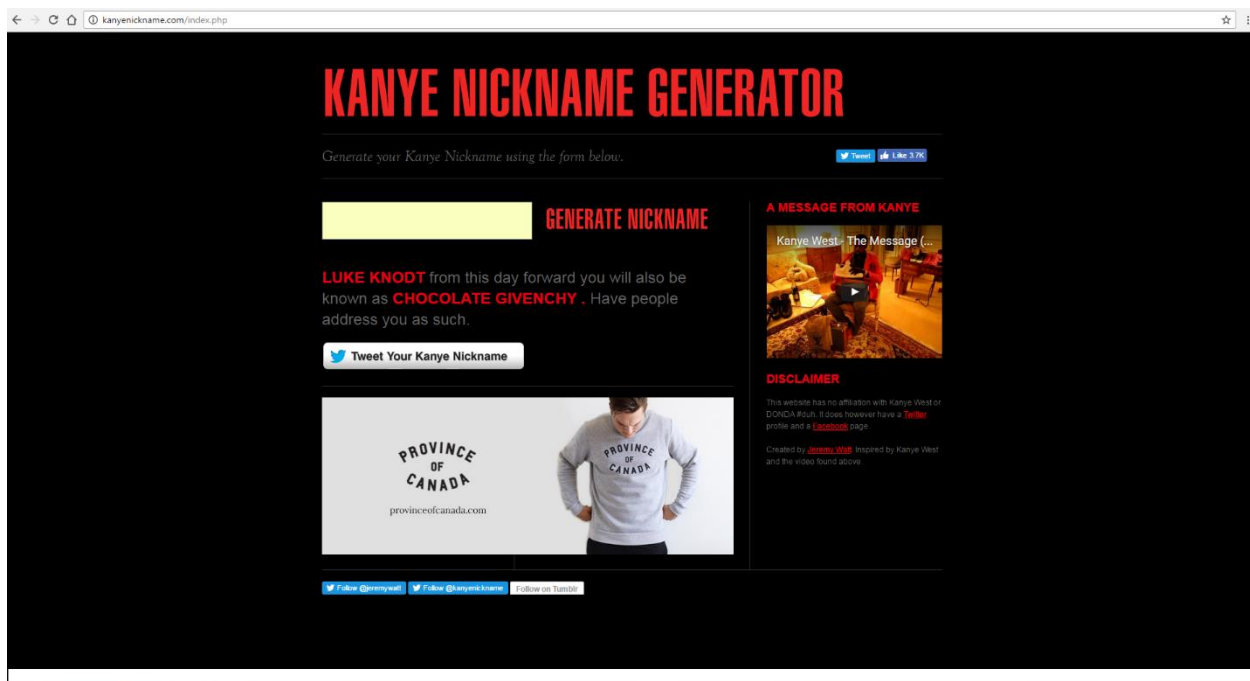 kanyenickname.com/index.php
KANYE NICKNAME GENERATOR
Generate your Kanye Nickname using the form below.
Tweet
Like 3.7K
GENERATE NICKNAME
LUKE KNODT from this day forward you will also be
known as CHOCOLATE GIVENCHY . Have people
address you as such.
Tweet Your Kanye Nickname
PROVINCE
OF
CANADA
provinceofcanada.com
PROVINCE
OF
CANADA
A MESSAGE FROM KANYE
Kanye West - The Message (...
DISCLAIMER
This website has no affiliation with Kanye West or
DONDA #duh. It does however have a Twitter
profile and a Facebook page.
Created by Jeremy Watt. Inspired by Kanye West
and the video found above.
Follow @jeremywatt
Follow @kanyenickname
Follow on Tumblr